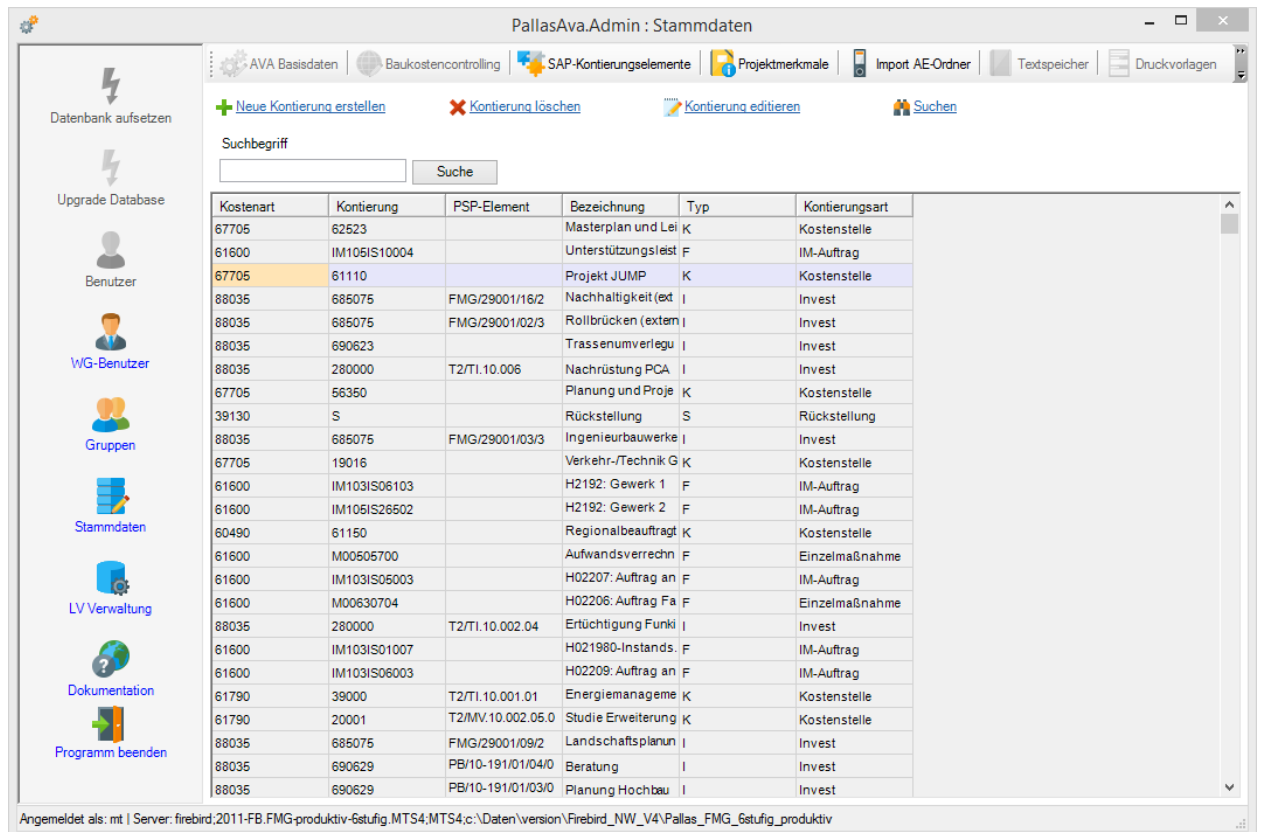 PallasAva.Admin : Stammdaten
AVA Basisdaten Baukostencontrolling SAP-Kontierungselemente Projektmerkmale Import AE-Ordner Textspeicher Druckvorlagen
Datenbank aufsetzen
Upgrade Database
Benutzer
WG-Benutzer
Gruppen
Stammdaten
LV Verwaltung
Dokumentation
Programm beenden
Neue Kontierung erstellen Kontierung löschen Kontierung editieren Suchen
Suchbegriff
Suche
Kostenart Kontierung PSP-Element Bezeichnung Typ Kontierungsart
67705 62523 Masterplan und Lei K Kostenstelle
61600 IM105IS10004 Unterstützungsleist F IM-Auftrag
67705 61110 Projekt JUMP K Kostenstelle
88035 685075 FMG/29001/16/2 Nachhaltigkeit (ext I Invest
88035 685075 FMG/29001/02/3 Rollbrücken (extern I Invest
88035 690623 Trassenumverlegu I Invest
88035 280000 T2/TI.10.006 Nachrüstung PCA I Invest
67705 56350 Planung und Proje K Kostenstelle
39130 S Rückstellung S Rückstellung
88035 685075 FMG/29001/03/3 Ingenieurbauwerke I Invest
67705 19016 Verkehr-/Technik G K Kostenstelle
61600 IM103IS06103 H2192: Gewerk 1 F IM-Auftrag
61600 IM105IS26502 H2192: Gewerk 2 F IM-Auftrag
60490 61150 Regionalbeauftragt K Kostenstelle
61600 M00505700 Aufwandsverrechn F Einzelmaßnahme
61600 IM103IS05003 H02207: Auftrag an F IM-Auftrag
61600 M00630704 H02206: Auftrag Fa F Einzelmaßnahme
88035 280000 T2/TI.10.002.04 Ertüchtigung Funki I Invest
61600 IM103IS01007 H021980-Instands. F IM-Auftrag
61600 IM103IS06003 H02209: Auftrag an F IM-Auftrag
61790 39000 T2/TI.10.001.01 Energiemanageme K Kostenstelle
61790 20001 T2/MV.10.002.05.0 Studie Erweiterung K Kostenstelle
88035 685075 FMG/29001/09/2 Landschaftsplanun I Invest
88035 690629 PB/10-191/01/04/0 Beratung I Invest
88035 690629 PB/10-191/01/03/0 Planung Hochbau I Invest
Angemeldet als: mt | Server: firebird;2011-FB.FMG-produktiv-6stufig.MTS4;MTS4;c:\Daten\version\Firebird_NW_V4\Pallas_FMG_6stufig_produktiv